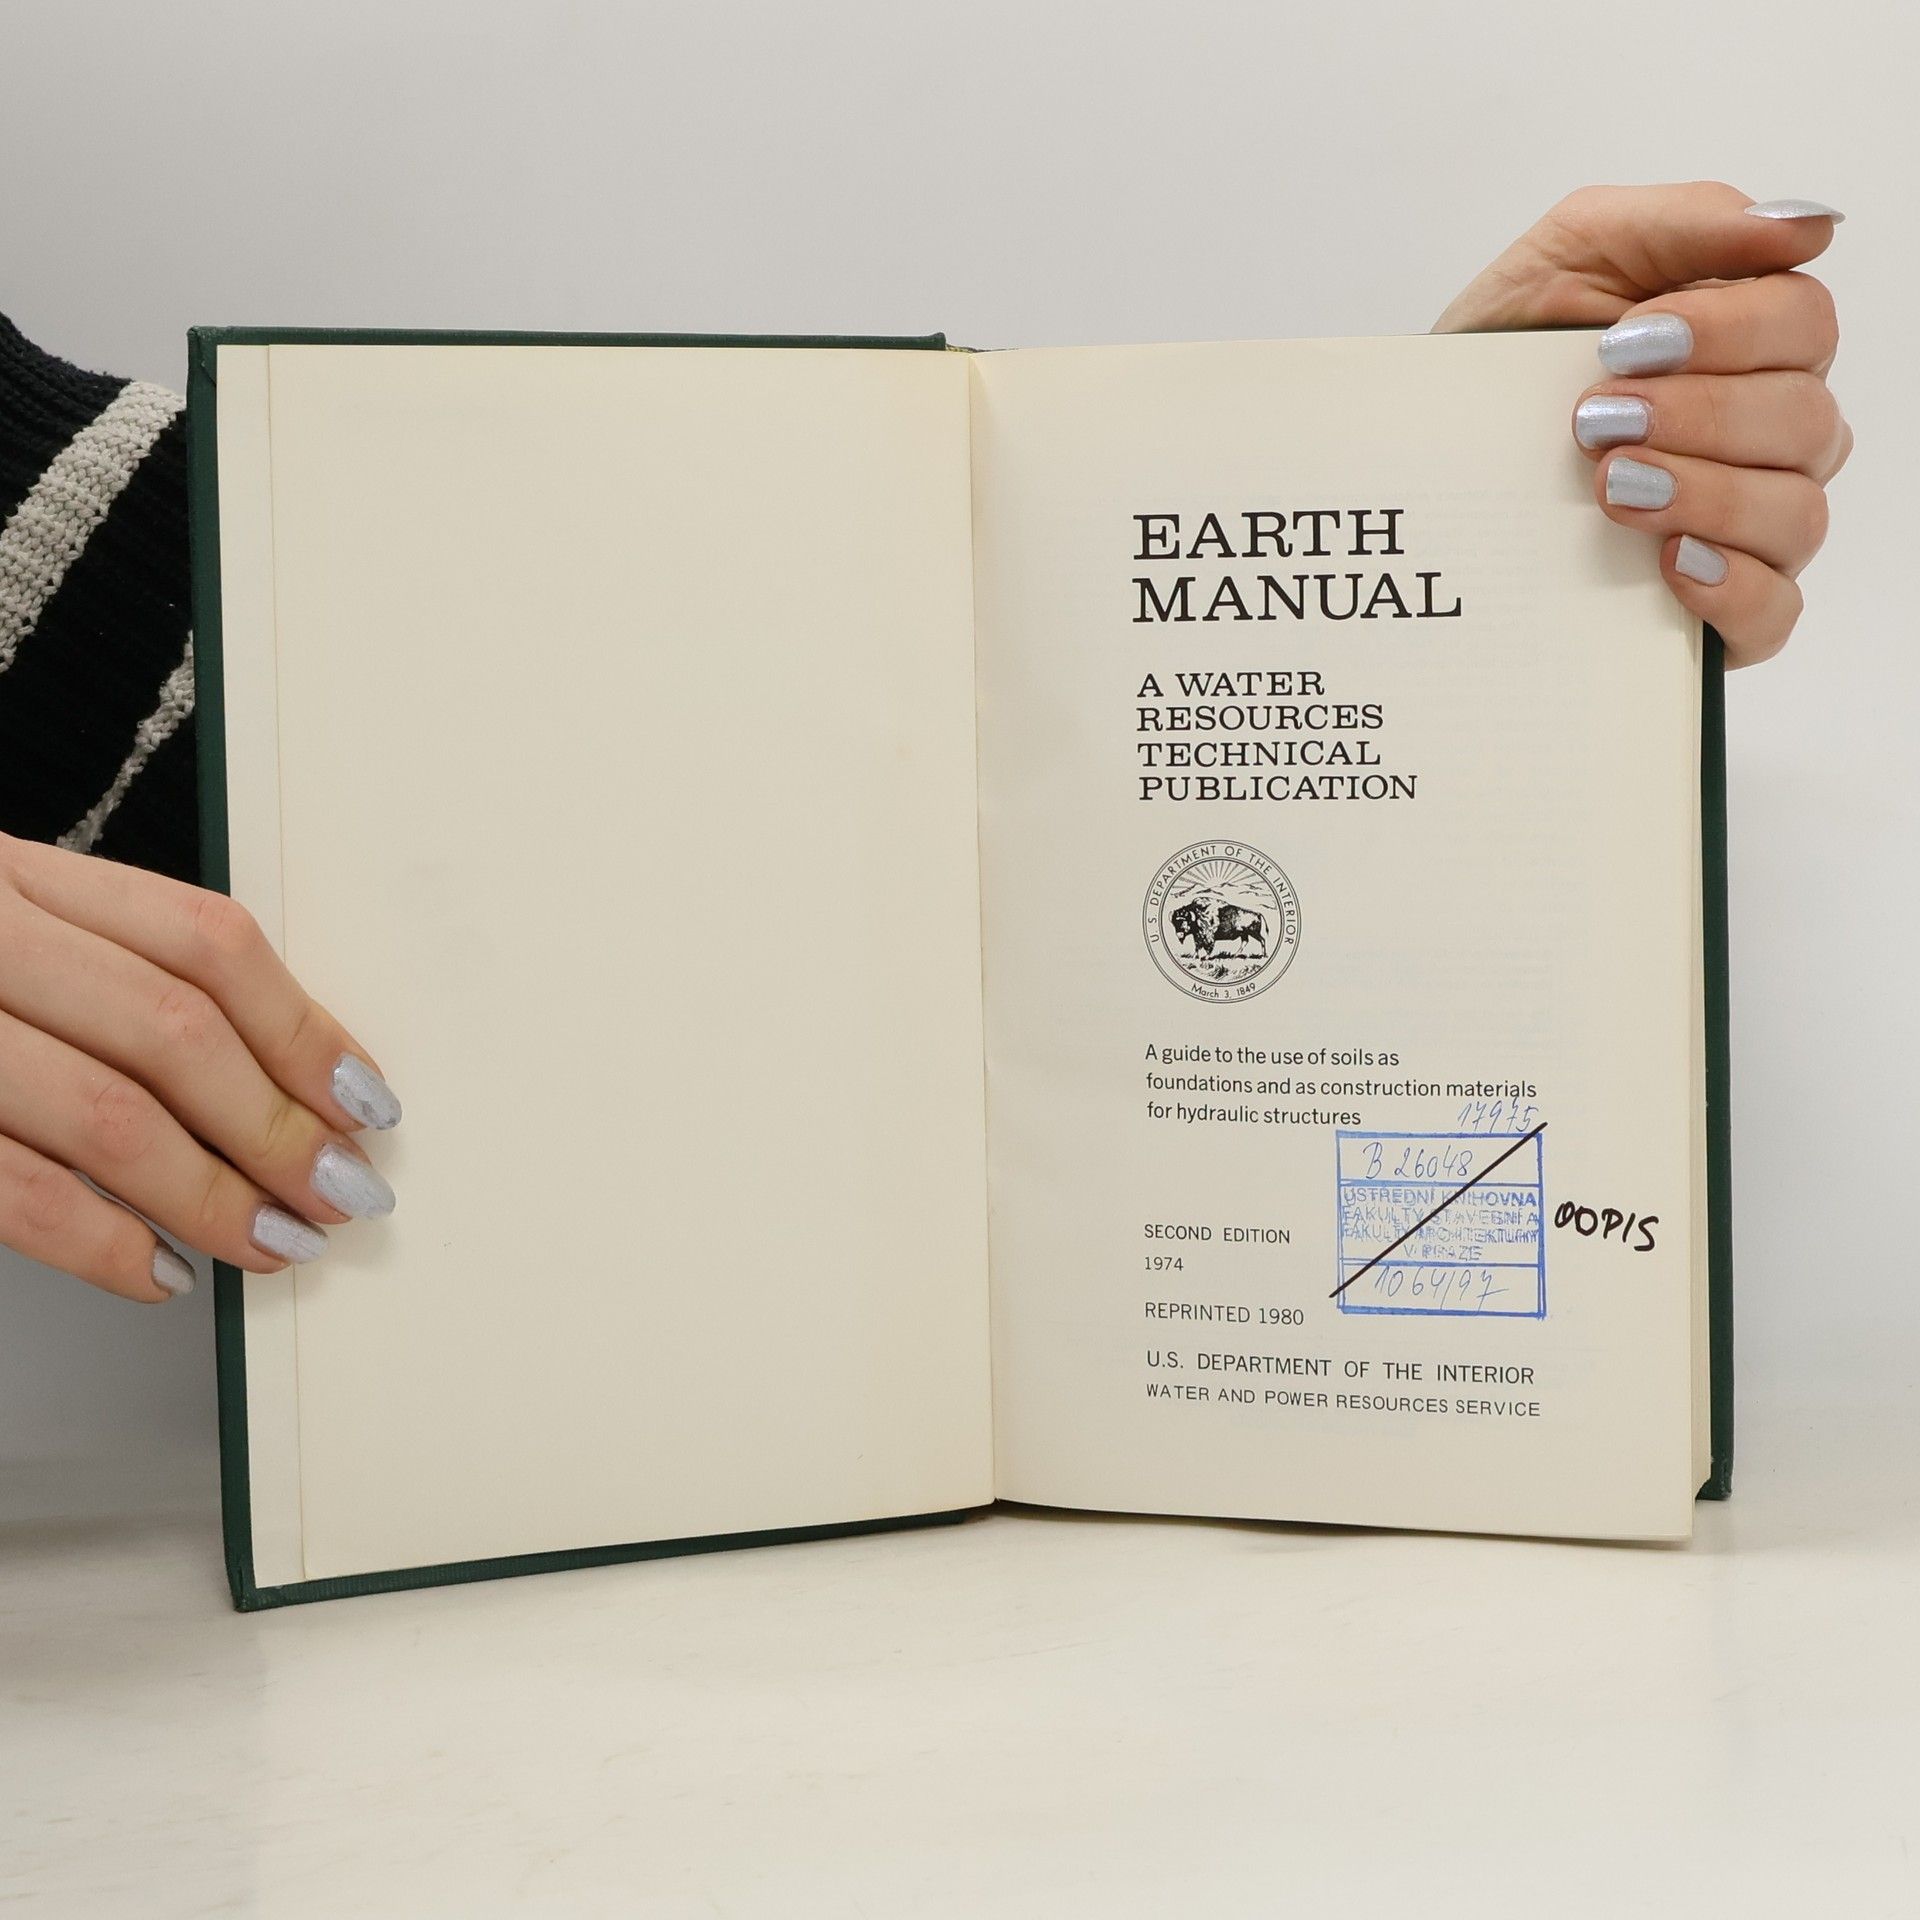 EARTH
MANUAL
A WATER
RESOURCES
TECHNICAL
PUBLICATION
U. S. DEPARTMENT OF THE INTERIOR
March 3, 1849
A guide to the use of soils as
foundations and as construction materials
for hydraulic structures
17975
B 26048
ÚSTŘEDNÍ KNIHOVNA
FAKULTY STAVEBNÍ A
FAKULTY ARCHITEKTURY
V PRAZE
1064/97
ODPIS
SECOND EDITION
1974
REPRINTED 1980
U.S. DEPARTMENT OF THE INTERIOR
WATER AND POWER RESOURCES SERVICE